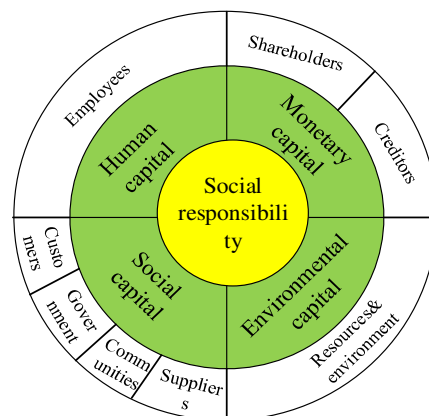 Shareholders
Employees
Monetary
capital
Human
capital
Creditors
Social
responsibili
ty
Custo
mers
Social
capital
Environmental
capital
Gover
nment
Resources&
environment
Comm
unities
Supplier
s